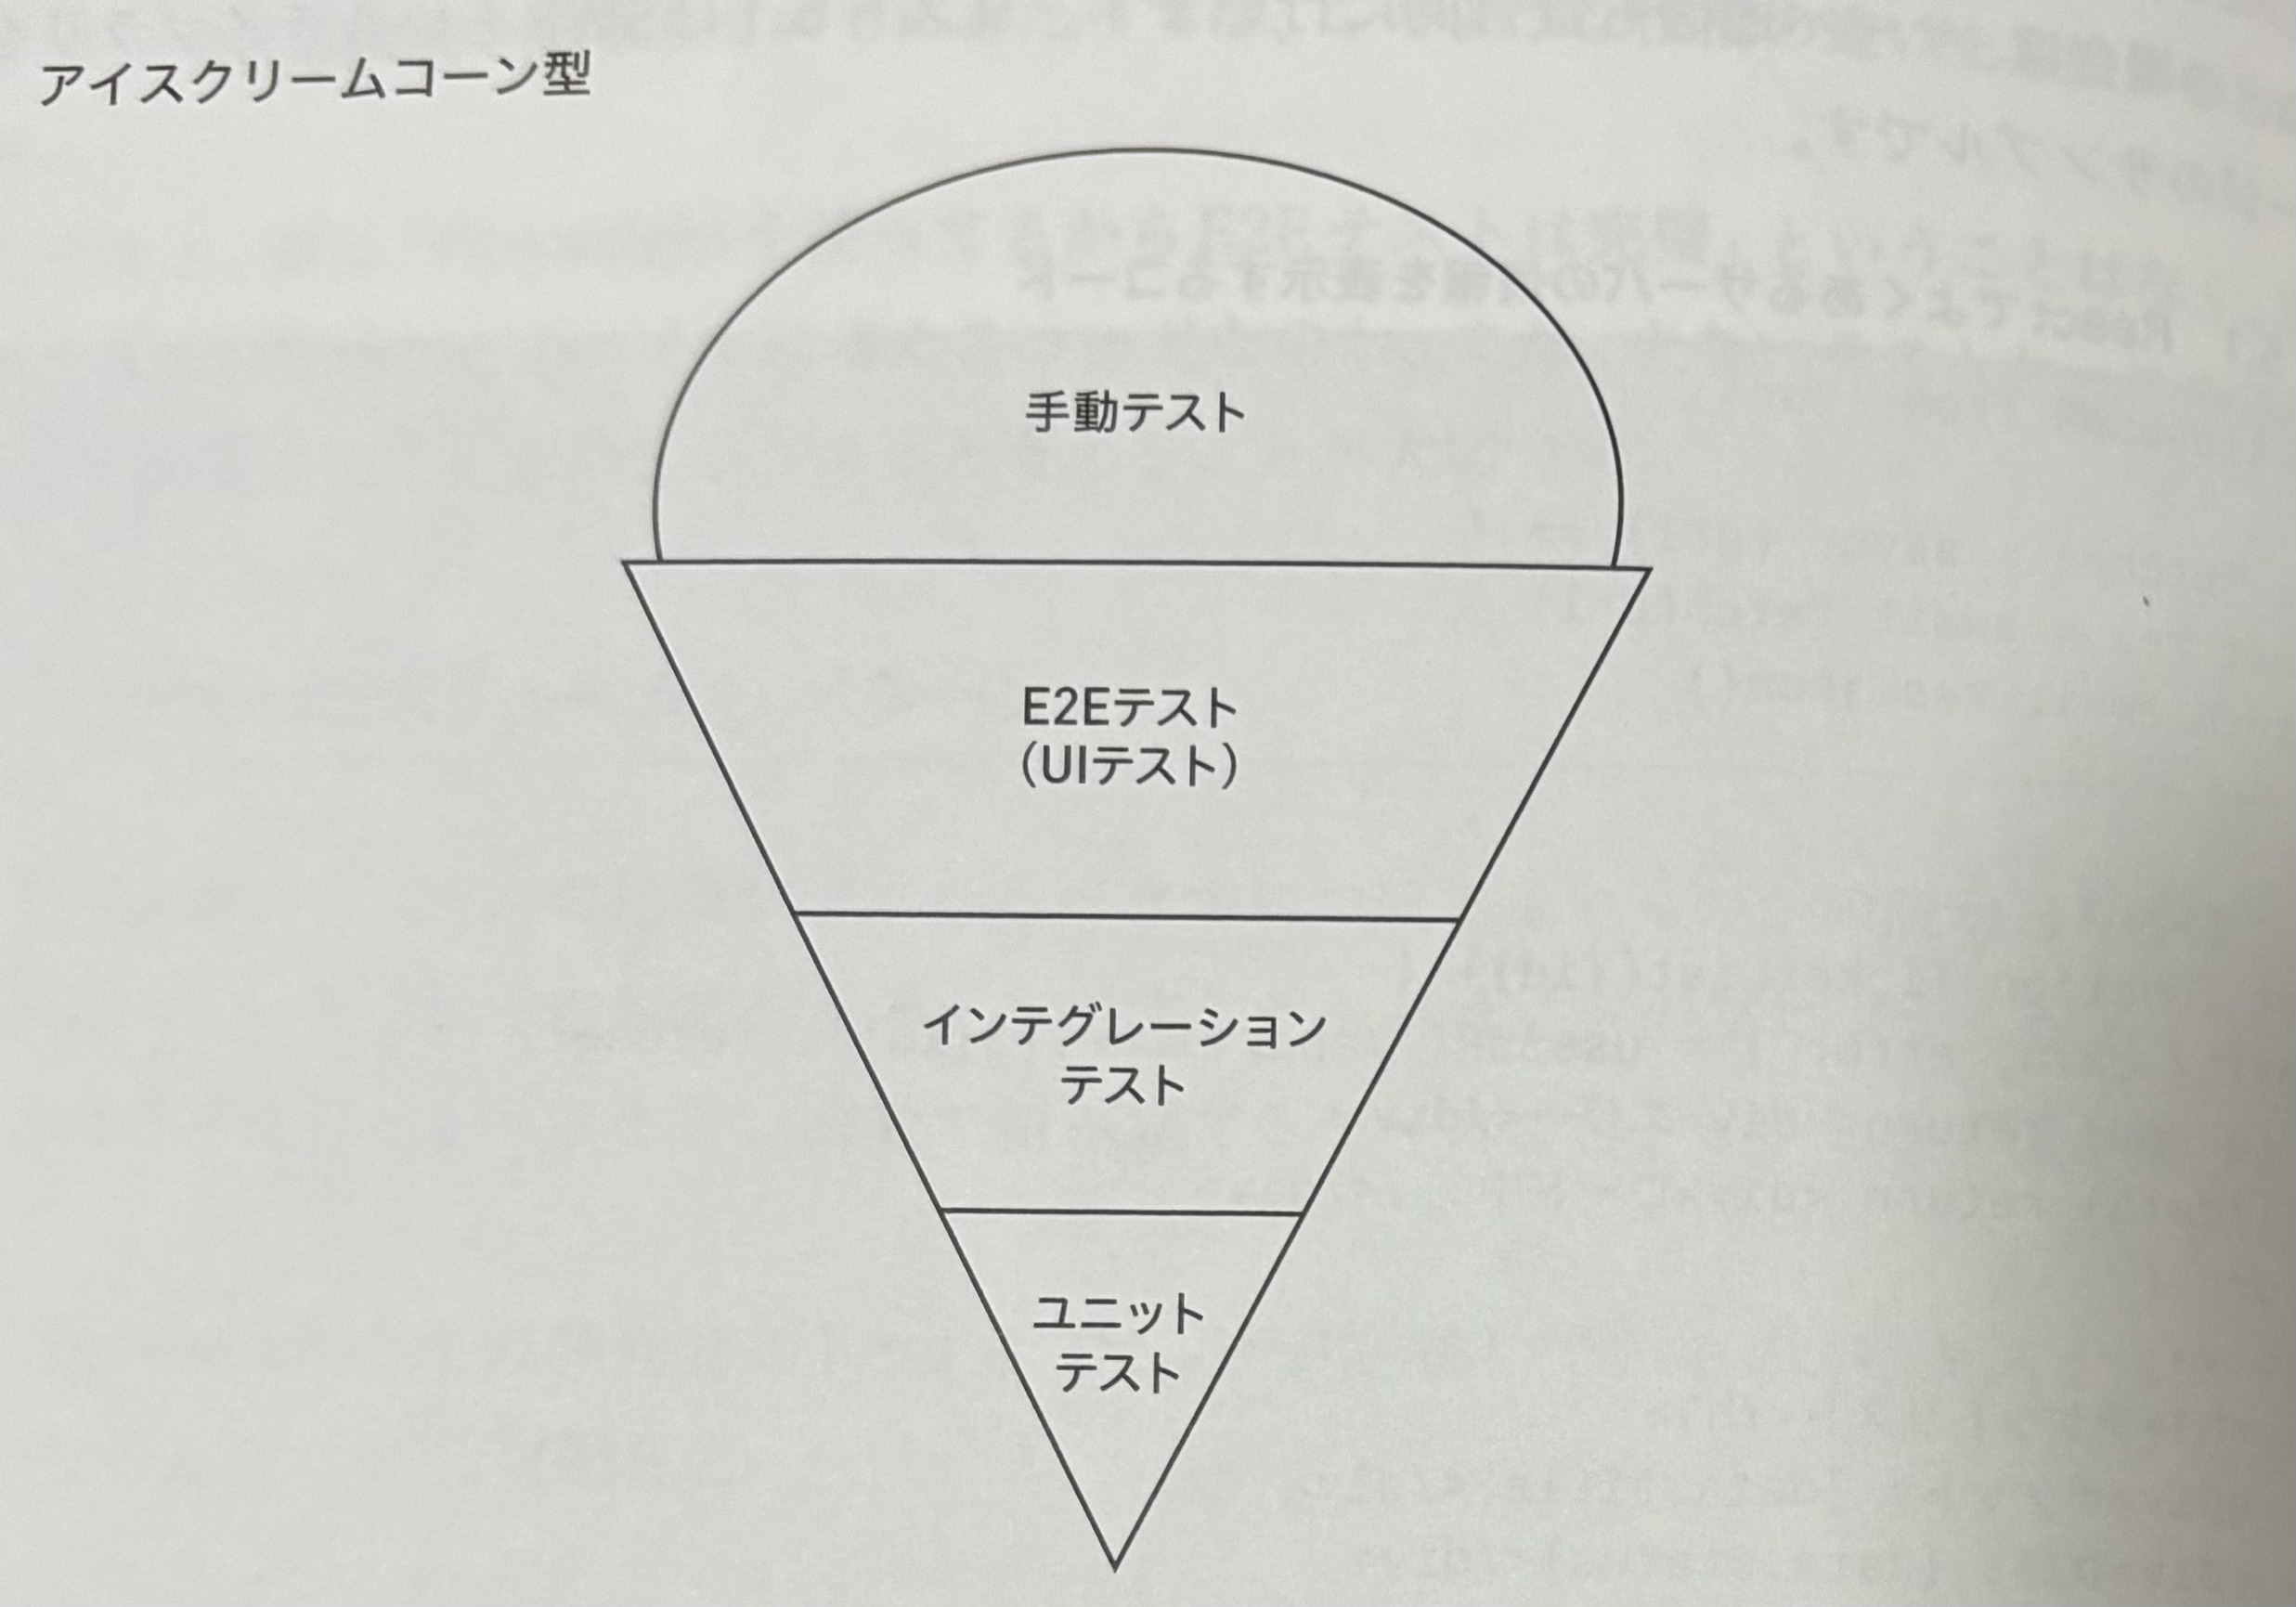 アイスクリームコーン型
手動テスト
E2Eテスト
（UIテスト）
インテグレーション
テスト
ユニット
テスト